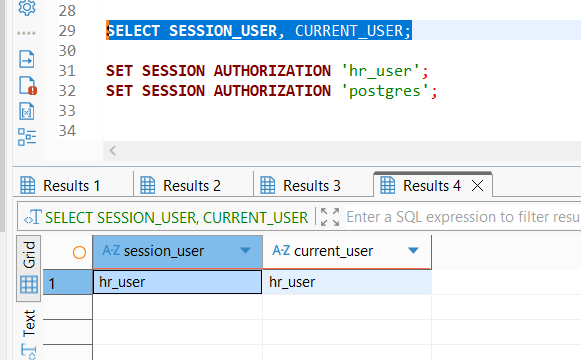 28
29 SELECT SESSION_USER, CURRENT_USER;
30
31 SET SESSION AUTHORIZATION 'hr_user';
32 SET SESSION AUTHORIZATION 'postgres';
33
34
Results 1 Results 2 Results 3 Results 4
SELECT SESSION_USER, CURRENT_USER Enter a SQL expression to filter resu
Grid
A-Z session_user A-Z current_user
1 hr_user hr_user
Text